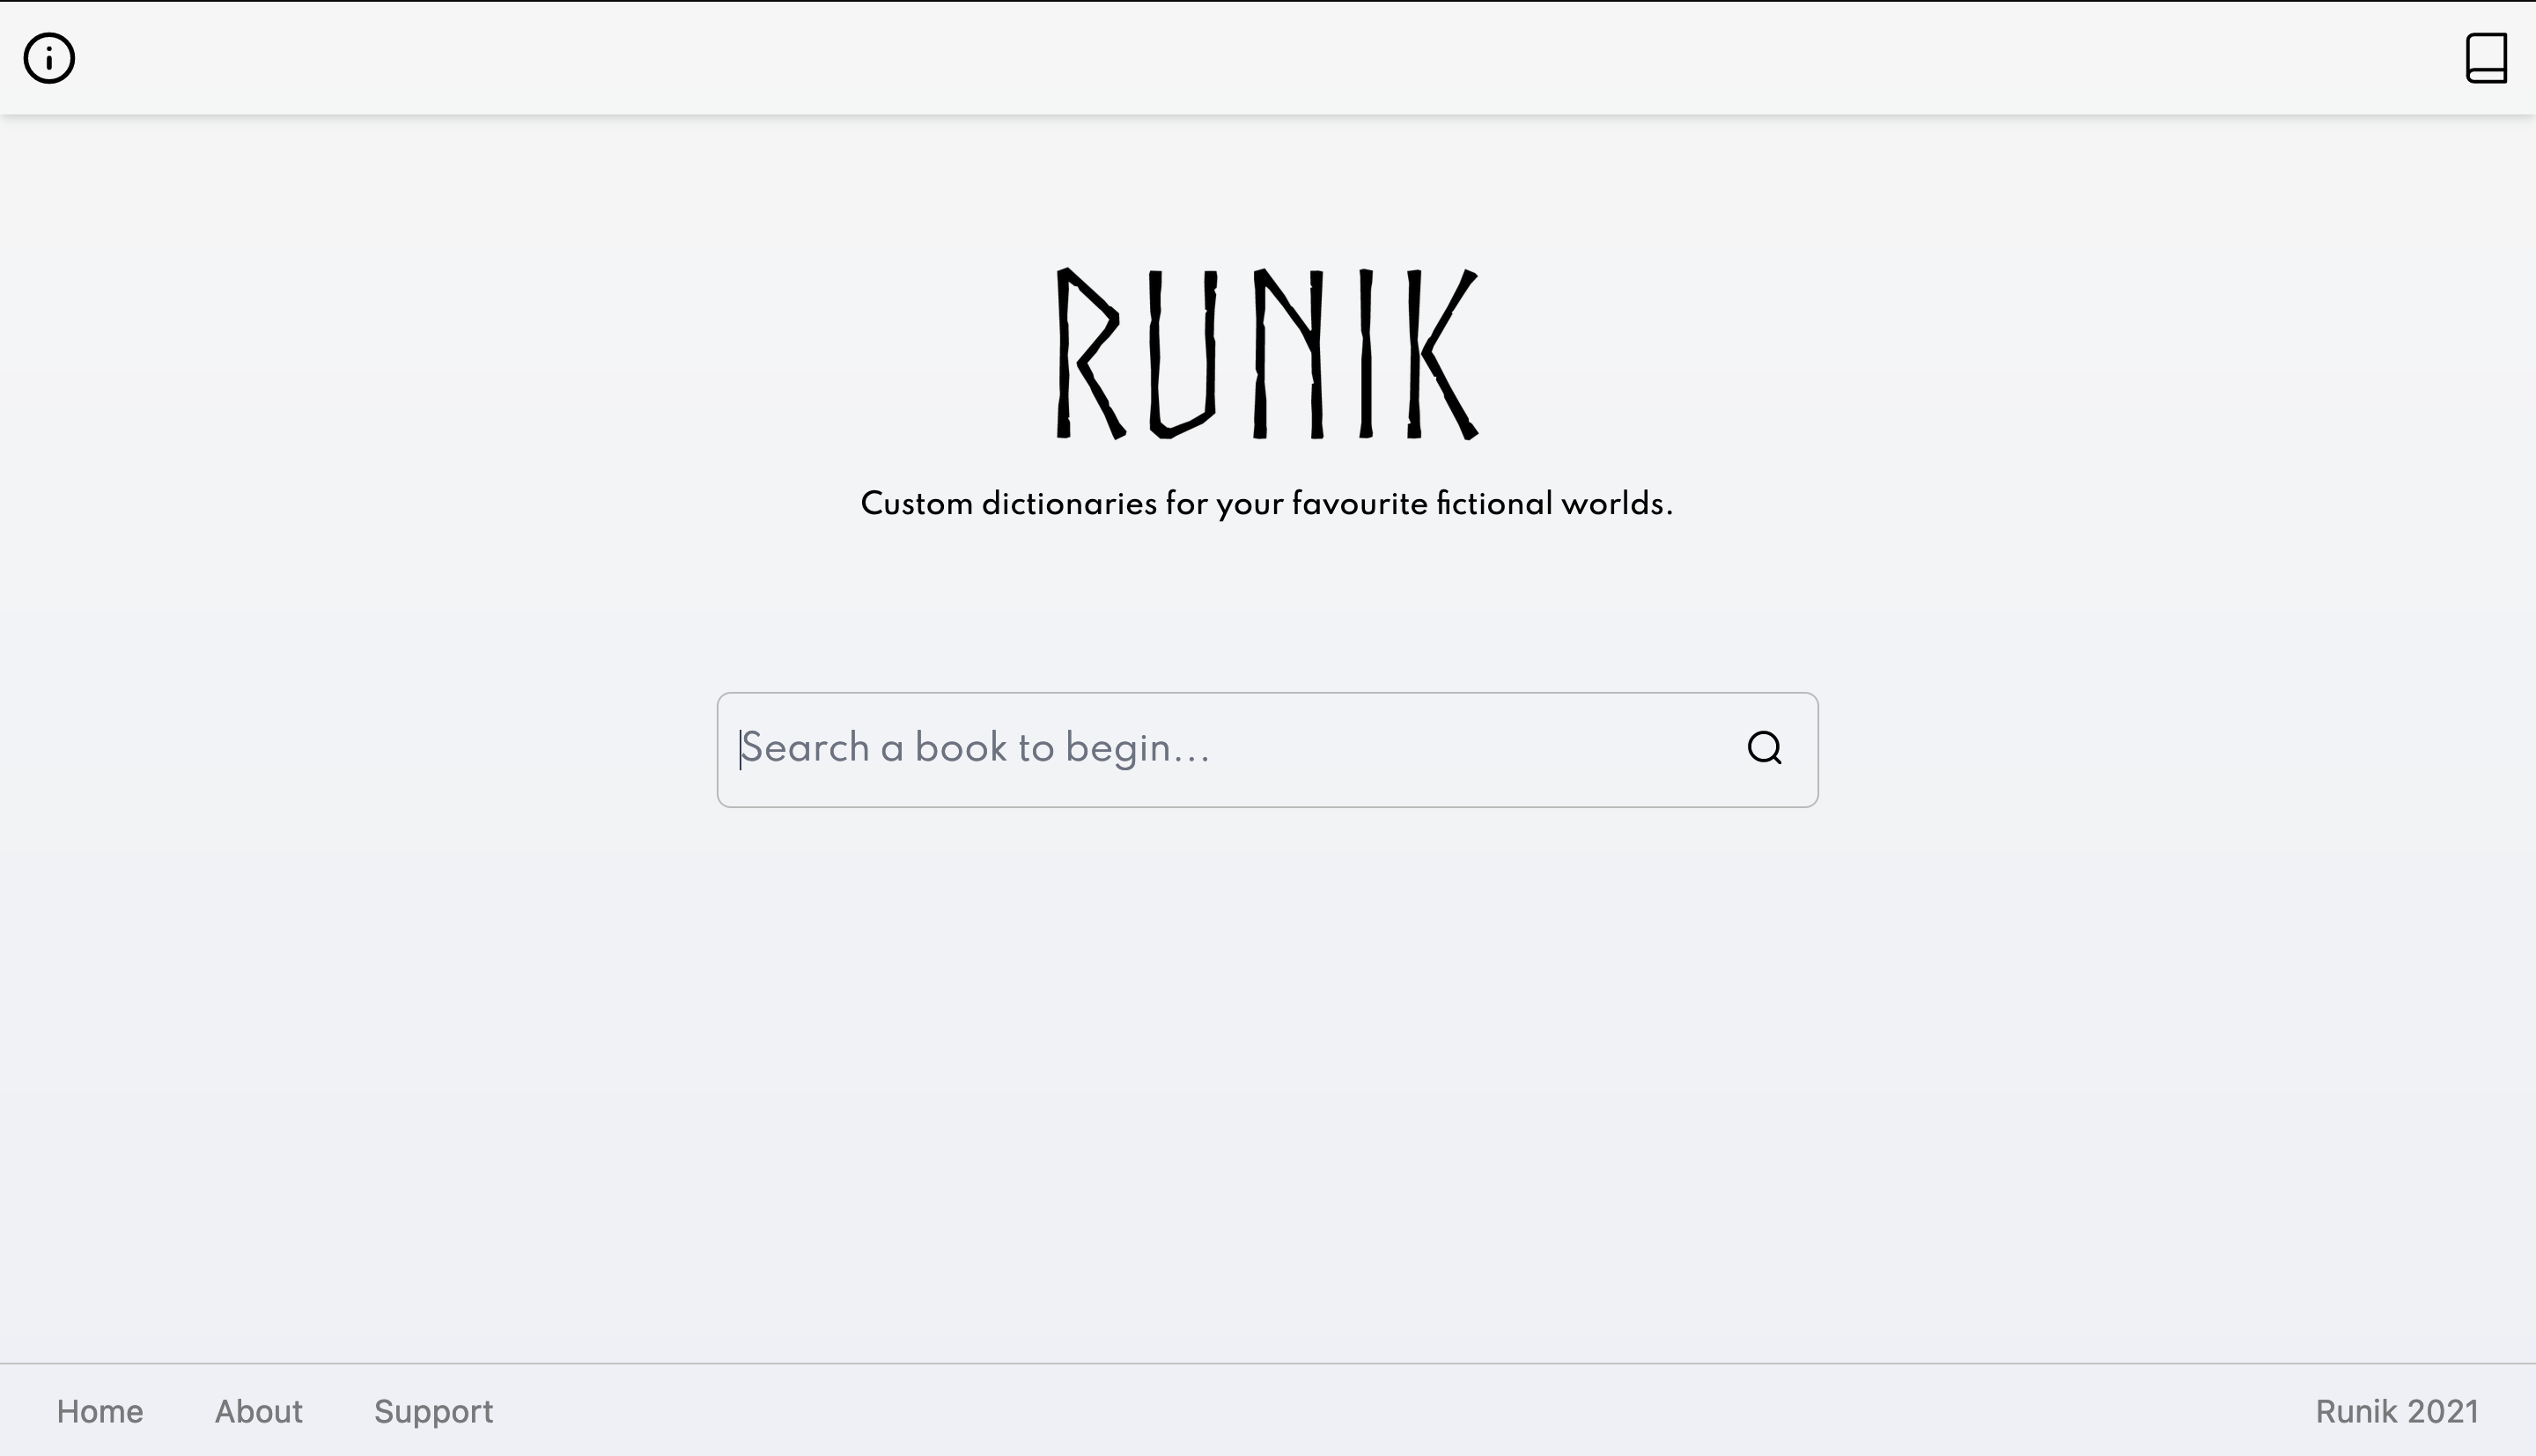 RUNIK
Custom dictionaries for your favourite fictional worlds.
Search a book to begin...
Home About Support Runik 2021